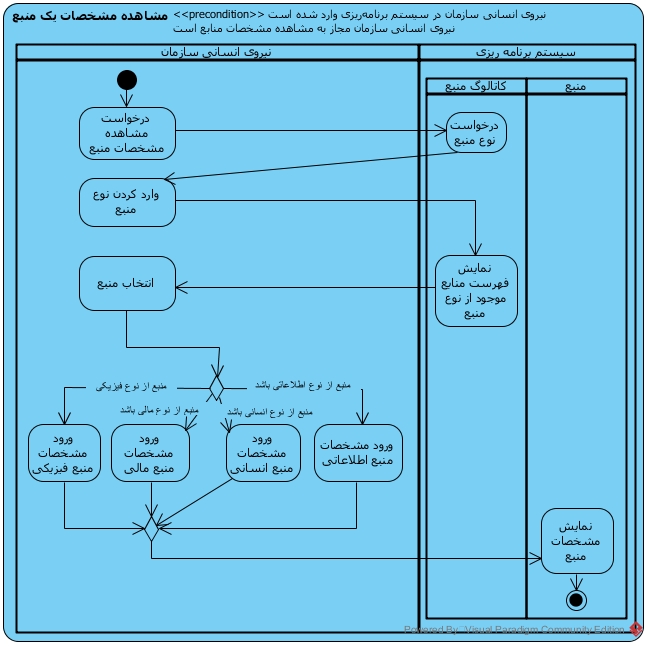 مشاهده مشخصات یک منبع
<<precondition>> نیروی انسانی سازمان در سیستم برنامه‌ریزی وارد شده است
نیروی انسانی سازمان مجاز به مشاهده مشخصات منابع است
نیروی انسانی سازمان
سیستم برنامه ریزی
کاتالوگ منبع
منبع
درخواست
مشاهده
مشخصات منبع
درخواست
نوع منبع
وارد کردن نوع
منبع
نمایش
فهرست منابع
موجود از نوع
منبع
انتخاب منبع
منبع از نوع فیزیکی
منبع از نوع مالی باشد
منبع از نوع انسانی باشد
منبع از نوع اطلاعاتی باشد
ورود
مشخصات
منبع فیزیکی
ورود
مشخصات
منبع مالی
ورود
مشخصات
منبع انسانی
ورود مشخصات
منبع اطلاعاتی
نمایش
مشخصات
منبع
Powered By Visual Paradigm Community Edition